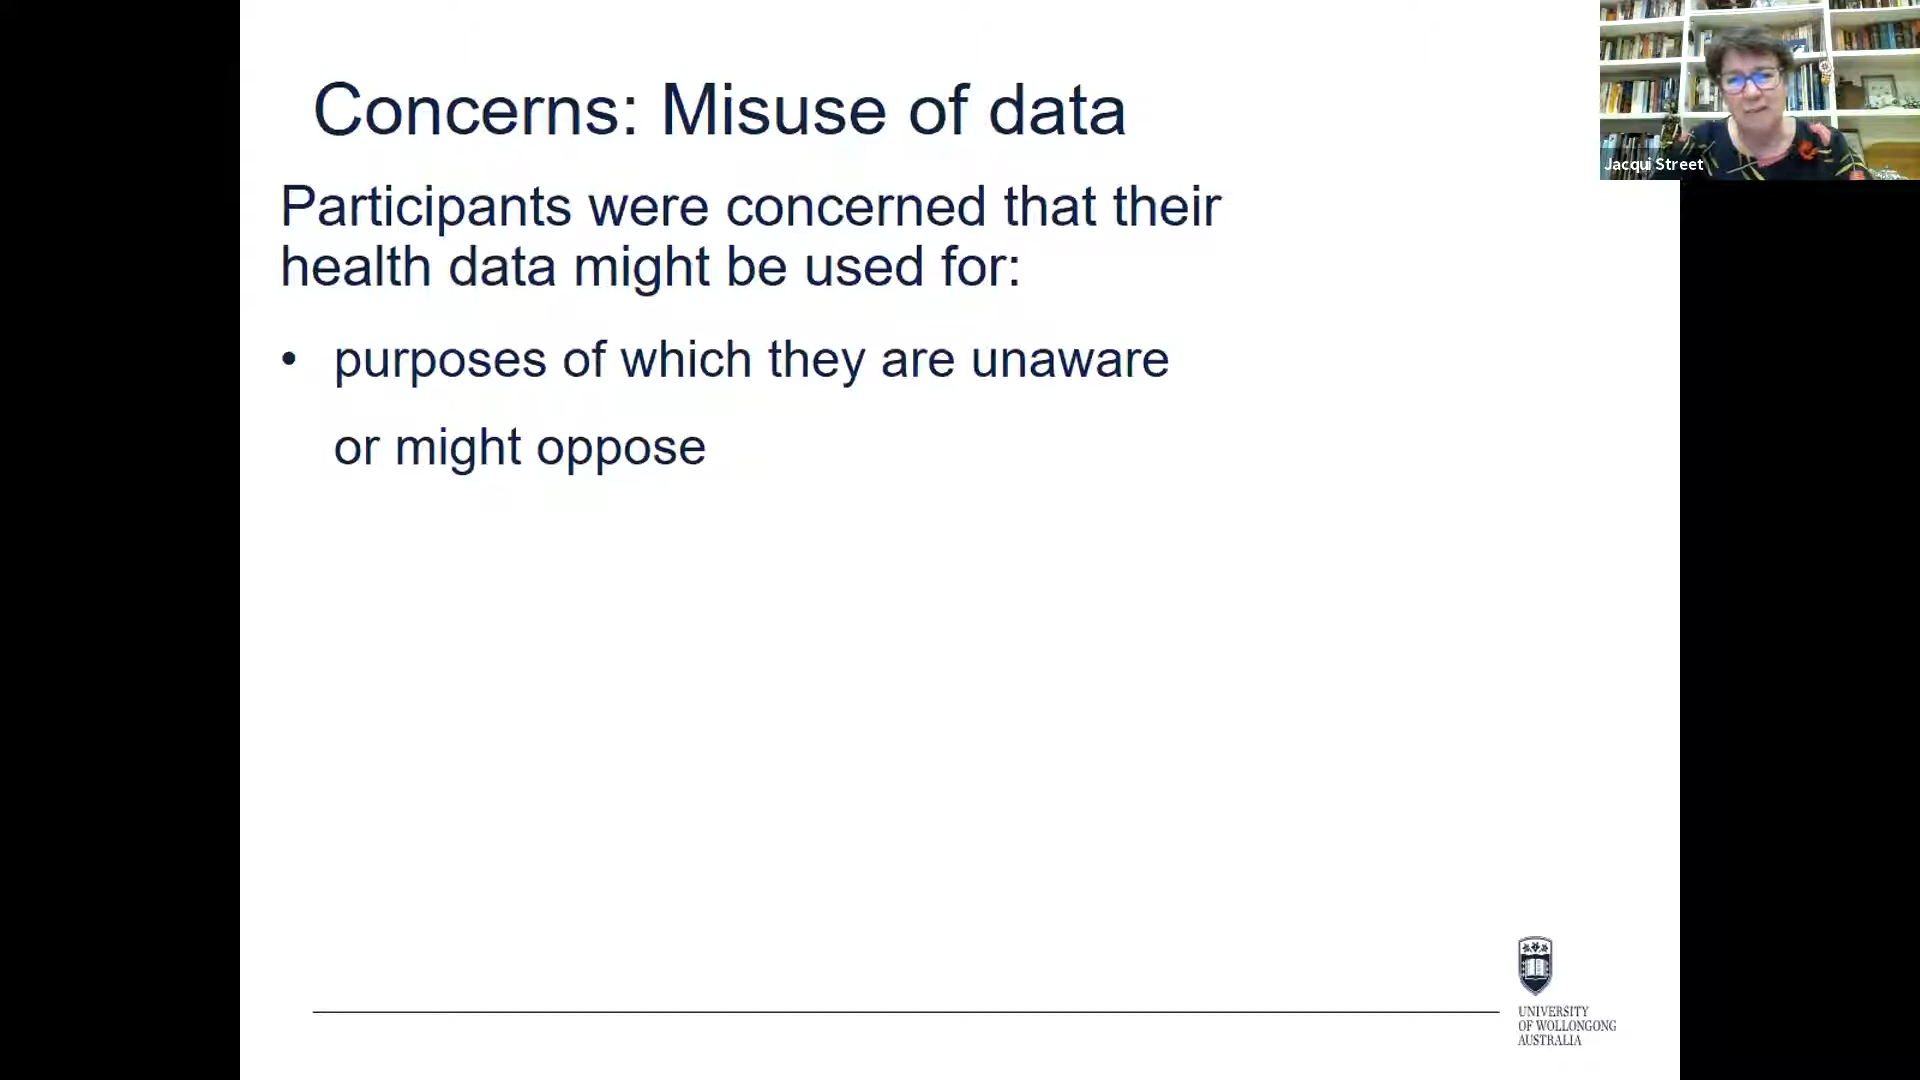 Concerns: Misuse of data
Jacqui Street
Participants were concerned that their
health data might be used for:
• purposes of which they are unaware
or might oppose
UNIVERSITY
OF WOLLONGONG
AUSTRALIA